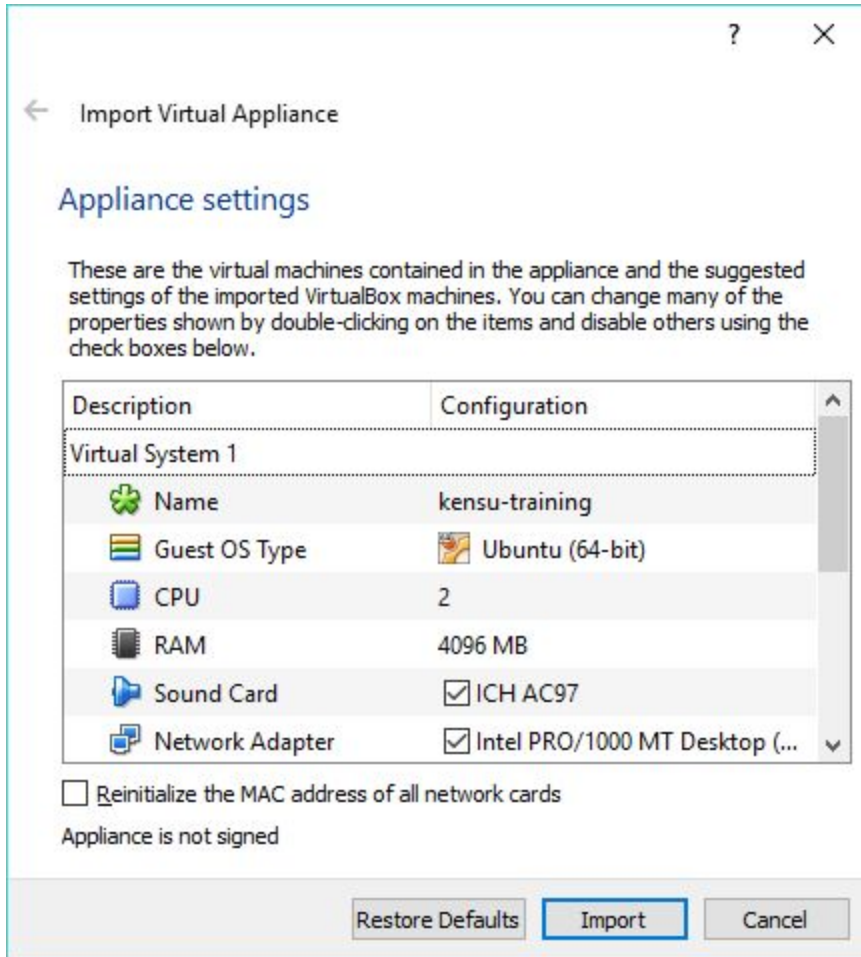 ?
Import Virtual Appliance
Appliance settings
These are the virtual machines contained in the appliance and the suggested
settings of the imported VirtualBox machines. You can change many of the
properties shown by double-clicking on the items and disable others using the
check boxes below.
Description Configuration
Virtual System 1
Name kensu-training
Guest OS Type Ubuntu (64-bit)
CPU 2
RAM 4096 MB
Sound Card ICH AC97
Network Adapter Intel PRO/1000 MT Desktop (...
Reinitialize the MAC address of all network cards
Appliance is not signed
Restore Defaults Import Cancel